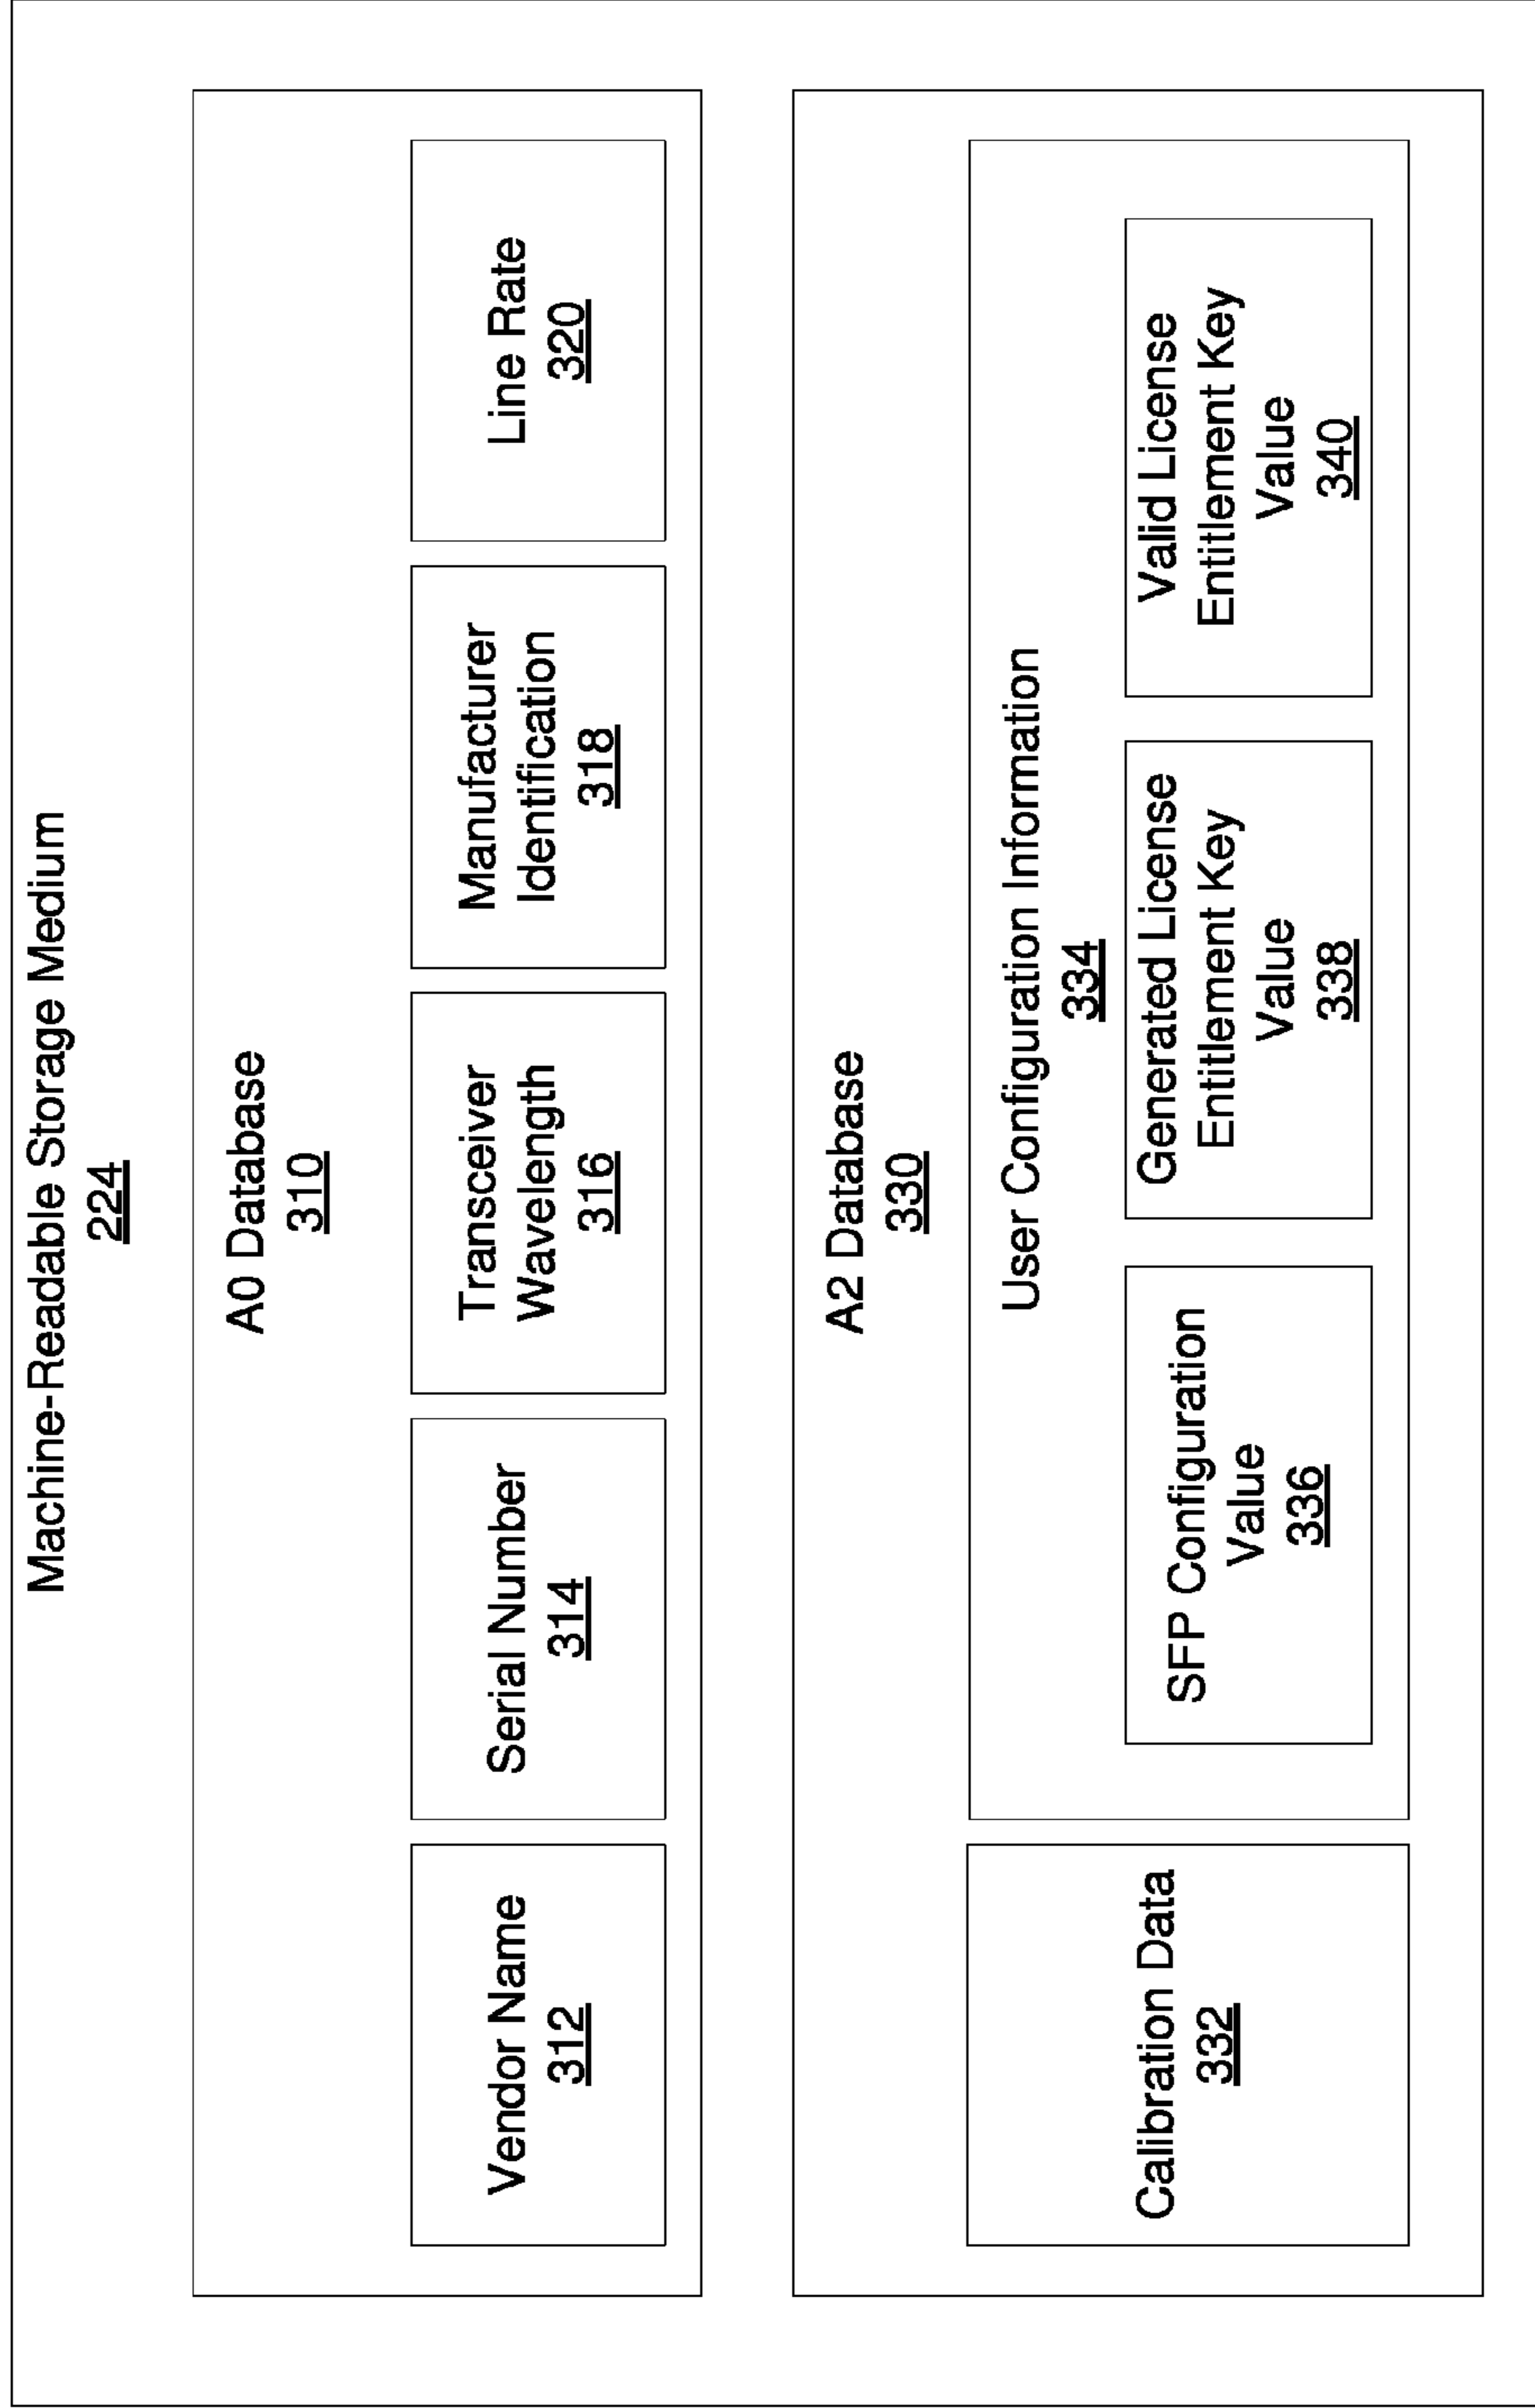 Machine-Readable Storage Medium
224
A0 Database
310
Vendor Name
312
Serial Number
314
Transceiver
Wavelength
316
Manufacturer
Identification
318
Line Rate
320
A2 Database
330
Calibration Data
332
User Configuration Information
334
SFP Configuration
Value
336
Generated License
Entitlement Key
Value
338
Valid License
Entitlement Key
Value
340